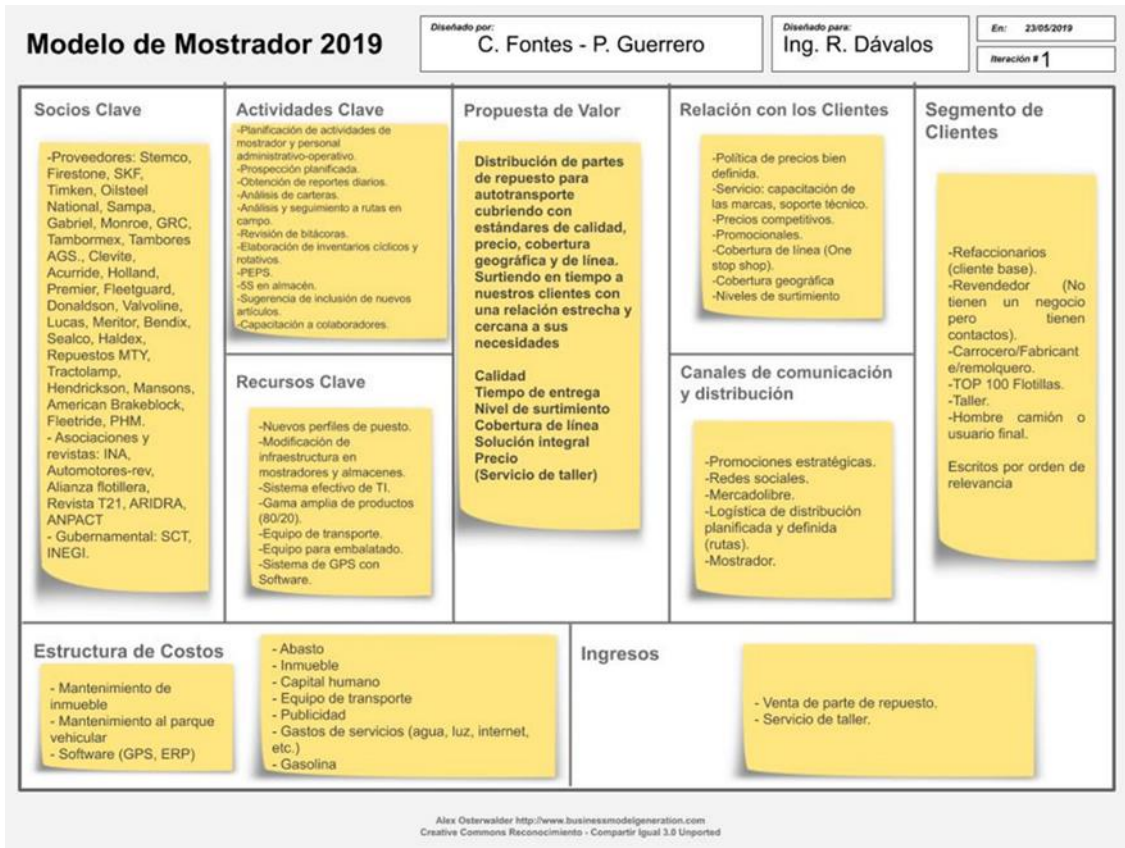 Modelo de Mostrador 2019
Diseñado por:
C. Fontes - P. Guerrero
Diseñado para:
Ing. R. Dávalos
En: 23/05/2019
Iteración # 1
Socios Clave
-Proveedores: Stemco,
Firestone, SKF,
Timken, Oilsteel
National, Sampa,
Gabriel, Monroe, GRC,
Tambormex, Tambores
AGS., Clevite,
Acurride, Holland,
Premier, Fleetguard,
Donaldson, Valvoline,
Lucas, Meritor, Bendix,
Sealco, Haldex,
Repuestos MTY,
Tractolamp,
Hendrickson, Mansons,
American Brakeblock,
Fleetride, PHM.
- Asociaciones y
revistas: INA,
Automotores-rev,
Alianza flotillera,
Revista T21, ARIDRA,
ANPACT
- Gubernamental: SCT,
INEGI.
Actividades Clave
-Planificación de actividades de
mostrador y personal
administrativo-operativo.
-Prospección planificada.
-Obtención de reportes diarios.
-Análisis de carteras.
-Análisis y seguimiento a rutas en
campo.
-Revisión de bitácoras.
-Elaboración de inventarios cíclicos y
rotativos.
-PEPS.
-5S en almacén.
-Sugerencia de inclusión de nuevos
artículos.
-Capacitación a colaboradores.
Recursos Clave
-Nuevos perfiles de puesto.
-Modificación de
infraestructura en
mostradores y almacenes.
-Sistema efectivo de TI.
-Gama amplia de productos
(80/20).
-Equipo de transporte.
-Equipo para embalatado.
-Sistema de GPS con
Software.
Propuesta de Valor
Distribución de partes
de repuesto para
autotransporte
cubriendo con
estándares de calidad,
precio, cobertura
geográfica y de línea.
Surtiendo en tiempo a
nuestros clientes con
una relación estrecha y
cercana a sus
necesidades
Calidad
Tiempo de entrega
Nivel de surtimiento
Cobertura de línea
Solución integral
Precio
(Servicio de taller)
Relación con los Clientes
-Política de precios bien
definida.
-Servicio: capacitación de
las marcas, soporte técnico.
-Precios competitivos.
-Promocionales.
-Cobertura de línea (One
stop shop).
-Cobertura geográfica
-Niveles de surtimiento
Canales de comunicación
y distribución
-Promociones estratégicas.
-Redes sociales.
-Mercadolibre.
-Logística de distribución
planificada y definida
(rutas).
-Mostrador.
Segmento de
Clientes
-Refaccionarios
(cliente base).
-Revendedor (No
tienen un negocio
pero tienen
contactos).
-Carrocero/Fabricant
e/remolquero.
-TOP 100 Flotillas.
-Taller.
-Hombre camión o
usuario final.
Escritos por orden de
relevancia
Estructura de Costos
- Mantenimiento de
inmueble
- Mantenimiento al parque
vehicular
- Software (GPS, ERP)
- Abasto
- Inmueble
- Capital humano
- Equipo de transporte
- Publicidad
- Gastos de servicios (agua, luz, internet,
etc.)
- Gasolina
Ingresos
- Venta de parte de repuesto.
- Servicio de taller.
Alex Osterwalder http://www.businessmodelgeneration.com
Creative Commons Reconocimiento - Compartir Igual 3.0 Unported